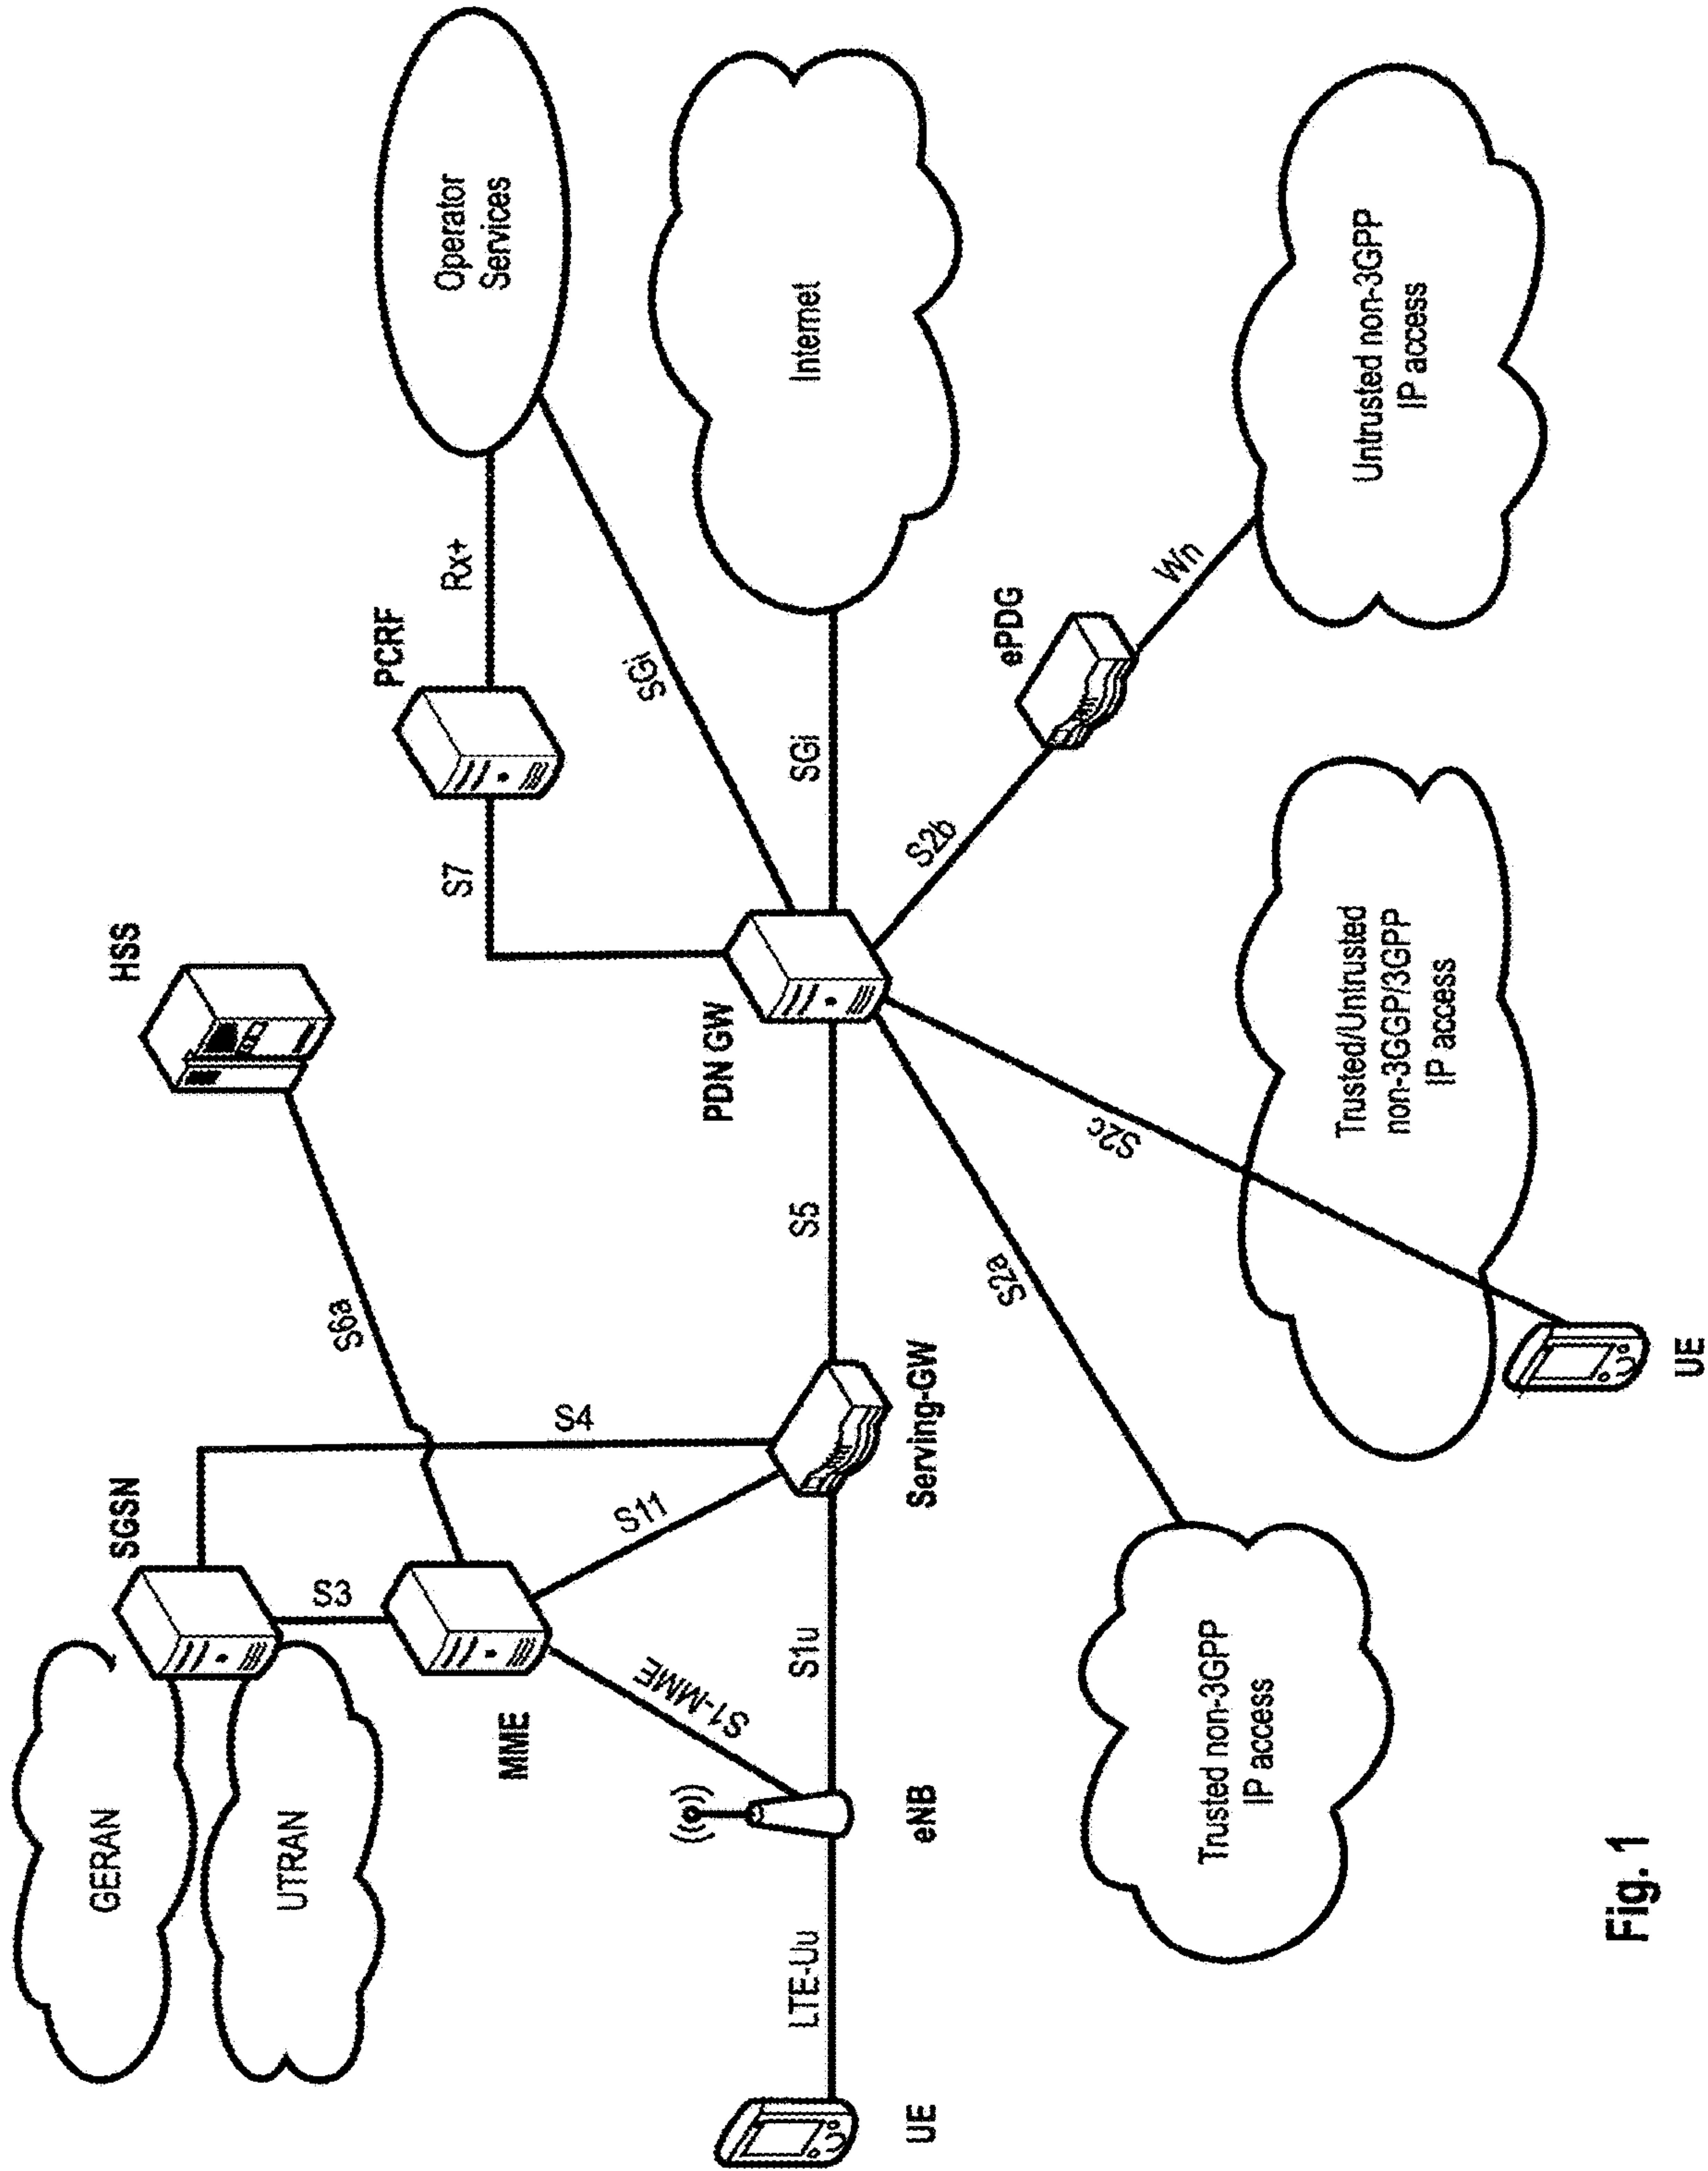 GERAN
UTRAN
SGSN
HSS
S3
S6a
MME
S4
S11
S1-MME
PCRF
S7
Rx+
Operator
Services
SGi
Internet
SGi
PDN GW
S5
S1u
LTE-Uu
UE
eNB
Serving-GW
S2a
S2c
S2b
ePDG
Wn
Trusted non-3GPP
IP access
Trusted/Untrusted
non-3GGP/3GPP
IP access
Untrusted non-3GPP
IP access
UE
Fig. 1